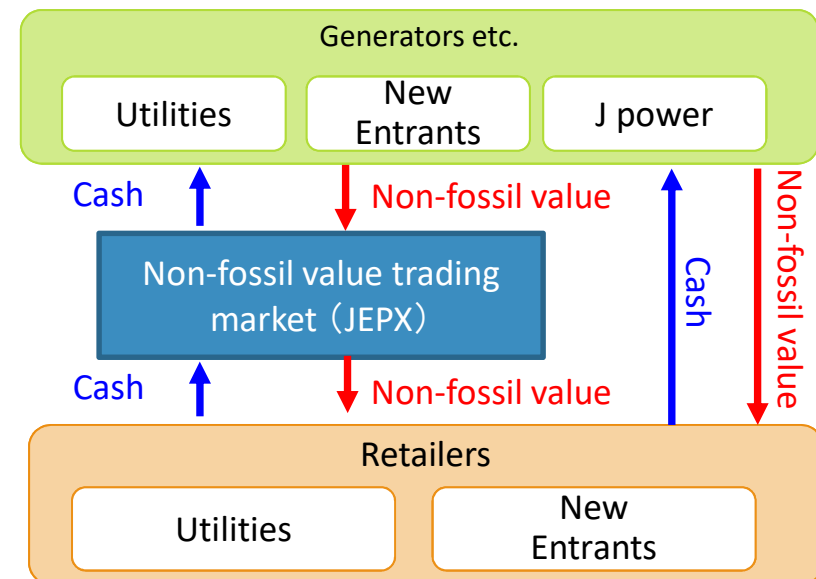 Generators etc.
Utilities
New
Entrants
J power
Cash
Non-fossil value
Non-fossil value trading
market（JEPX）
Cash
Non-fossil value
Cash
Non-fossil value
Retailers
Utilities
New
Entrants